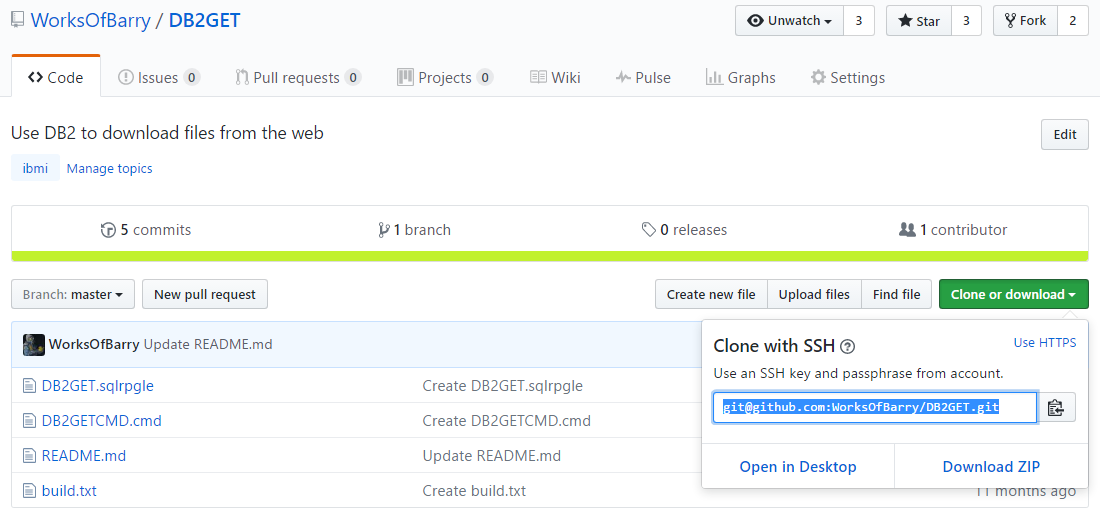 WorksOfBarry / DB2GET
Unwatch 3 Star 3 Fork 2
Code Issues 0 Pull requests 0 Projects 0 Wiki Pulse Graphs Settings
Use DB2 to download files from the web Edit
ibmi Manage topics
5 commits 1 branch 0 releases 1 contributor
Branch: master New pull request Create new file Upload files Find file Clone or download
WorksOfBarry Update README.md
Clone with SSH Use HTTPS
Use an SSH key and passphrase from account.
git@github.com:WorksOfBarry/DB2GET.git
Open in Desktop Download ZIP
DB2GET.sqlrpgle Create DB2GET.sqlrpgle
DB2GETCMD.cmd Create DB2GETCMD.cmd
README.md Update README.md
build.txt Create build.txt 11 months ago